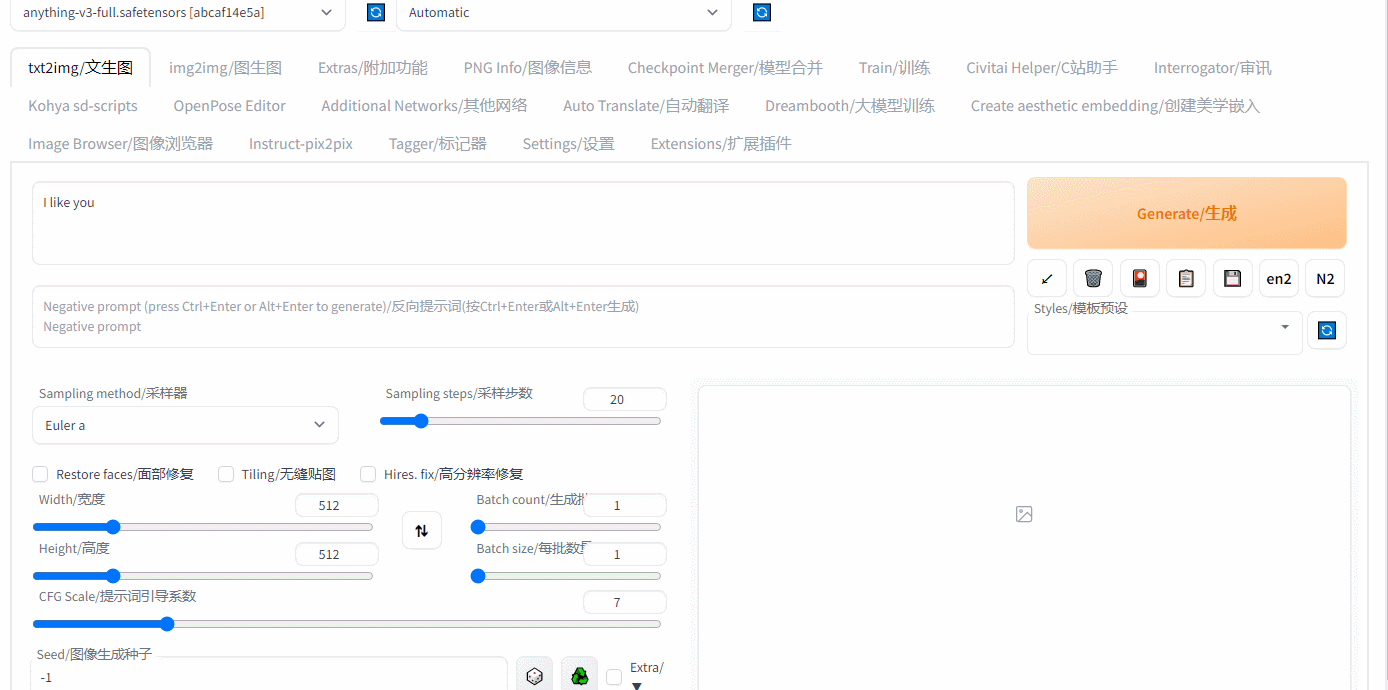 anything-v3-full.safetensors [abcaf14e5a] Automatic
txt2img/文生图 img2img/图生图 Extras/附加功能 PNG Info/图像信息 Checkpoint Merger/模型合并 Train/训练 Civitai Helper/C站助手 Interrogator/审讯
Kohya sd-scripts OpenPose Editor Additional Networks/其他网络 Auto Translate/自动翻译 Dreambooth/大模型训练 Create aesthetic embedding/创建美学嵌入
Image Browser/图像浏览器 Instruct-pix2pix Tagger/标记器 Settings/设置 Extensions/扩展插件
I like you
Generate/生成
Negative prompt (press Ctrl+Enter or Alt+Enter to generate)/反向提示词(按Ctrl+Enter或Alt+Enter生成)
Negative prompt
en2 N2
Styles/模板预设
Sampling method/采样器 Sampling steps/采样步数 20
Euler a
Restore faces/面部修复 Tiling/无缝贴图 Hires. fix/高分辨率修复
Width/宽度 512 Batch count/生成 1
Height/高度 512 Batch size/每批数 1
CFG Scale/提示词引导系数 7
Seed/图像生成种子
-1 Extra/